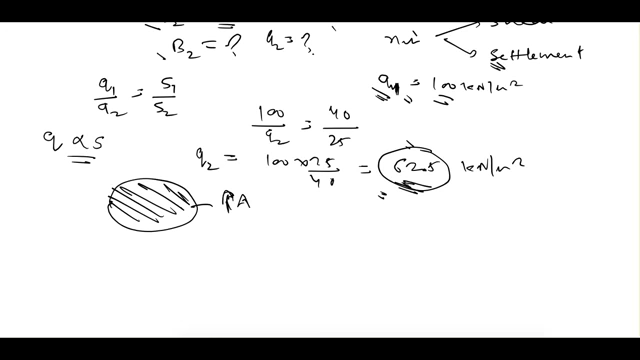 B2 = ? q2 = ?
Settlement
q1/q2 = S1/S2
q1 = 100 kN/m2
100/q2 = 40/25
q α S
q2 = 100 x 25/40 = 62.5 kN/m2
↑A